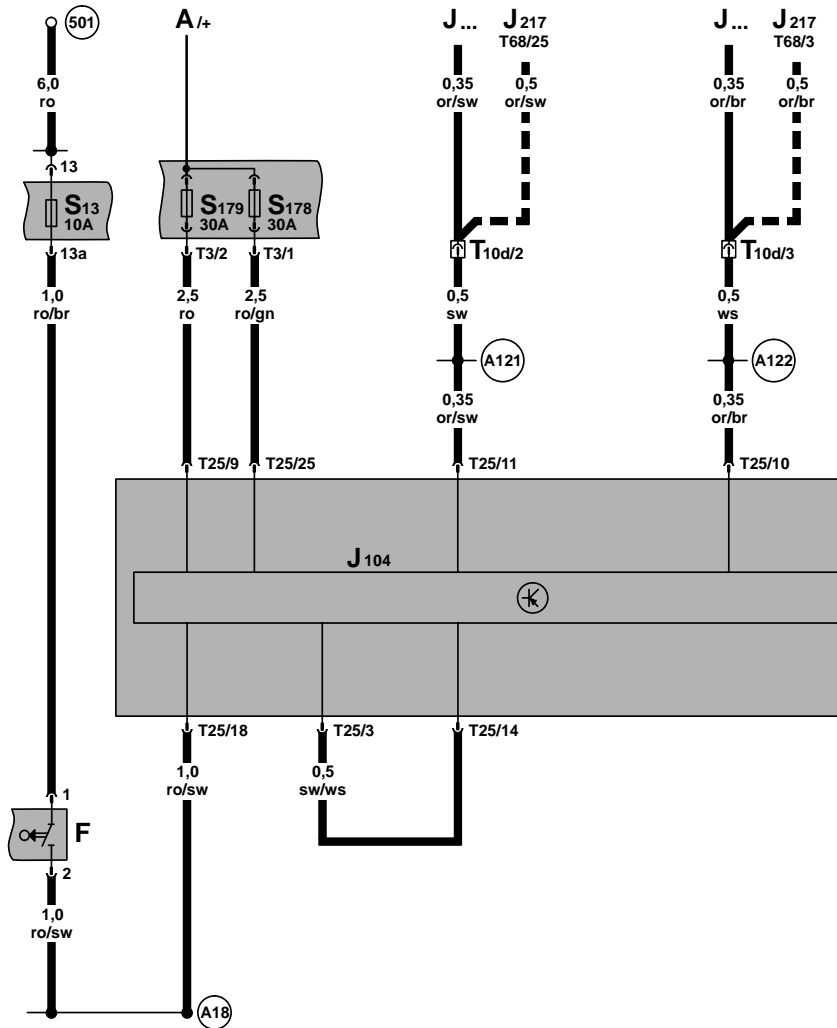 501 A/+ J... J217 J... J217
T68/25 T68/3
6,0 0,35 0,5 0,35 0,5
ro or/sw or/sw or/br or/br
13
S13 S179 S178
10A 30A 30A
13a T3/2 T3/1 T10d/2 T10d/3
1,0 2,5 2,5 0,5 0,5
ro/br ro ro/gn sw ws
A121 A122
0,35 0,35
or/sw or/br
T25/9 T25/25 T25/11 T25/10
J104
T25/18 T25/3 T25/14
1,0 0,5
ro/sw sw/ws
1
F
2
1,0
ro/sw
A18